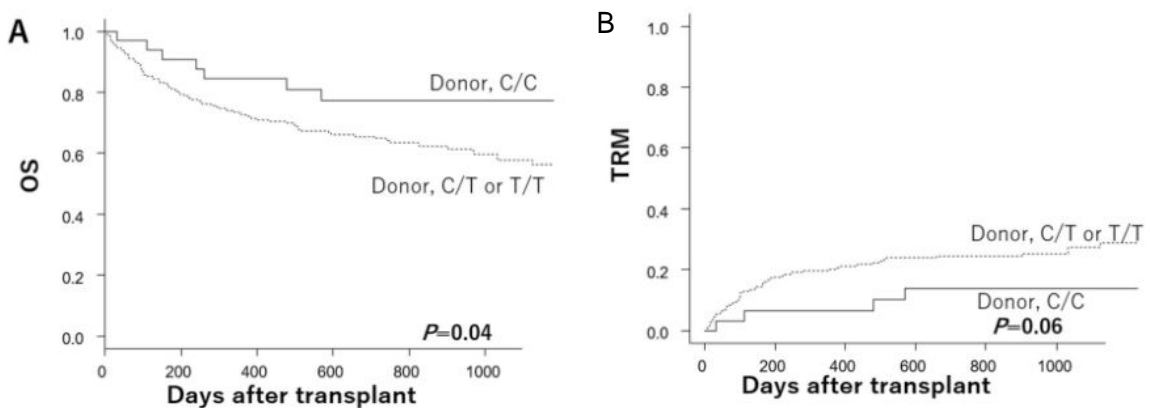 A
OS
1.0
0.8
0.6
0.4
0.2
0.0
Donor, C/C
Donor, C/T or T/T
P=0.04
0 200 400 600 800 1000
Days after transplant
B
TRM
1.0
0.8
0.6
0.4
0.2
0.0
Donor, C/T or T/T
Donor, C/C
P=0.06
0 200 400 600 800 1000
Days after transplant